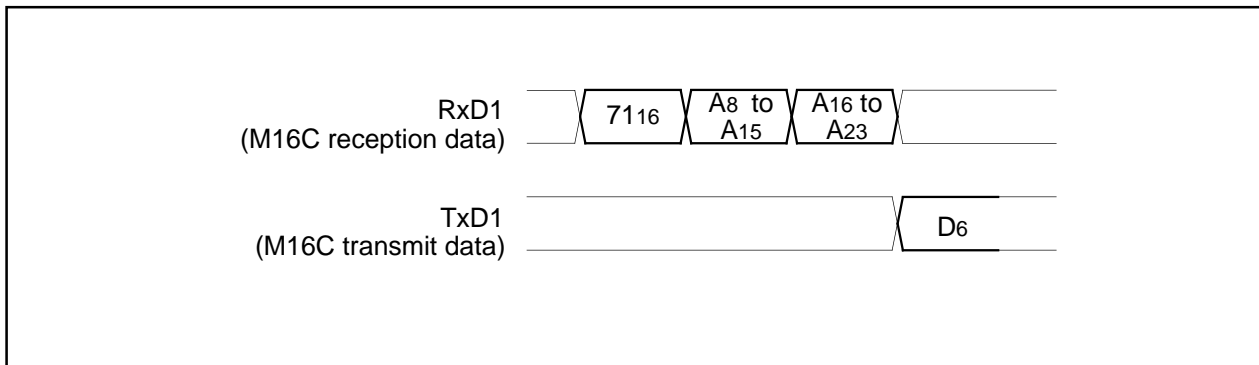 RxD1
(M16C reception data)
7116
A8 to
A15
A16 to
A23
TxD1
(M16C transmit data)
D6